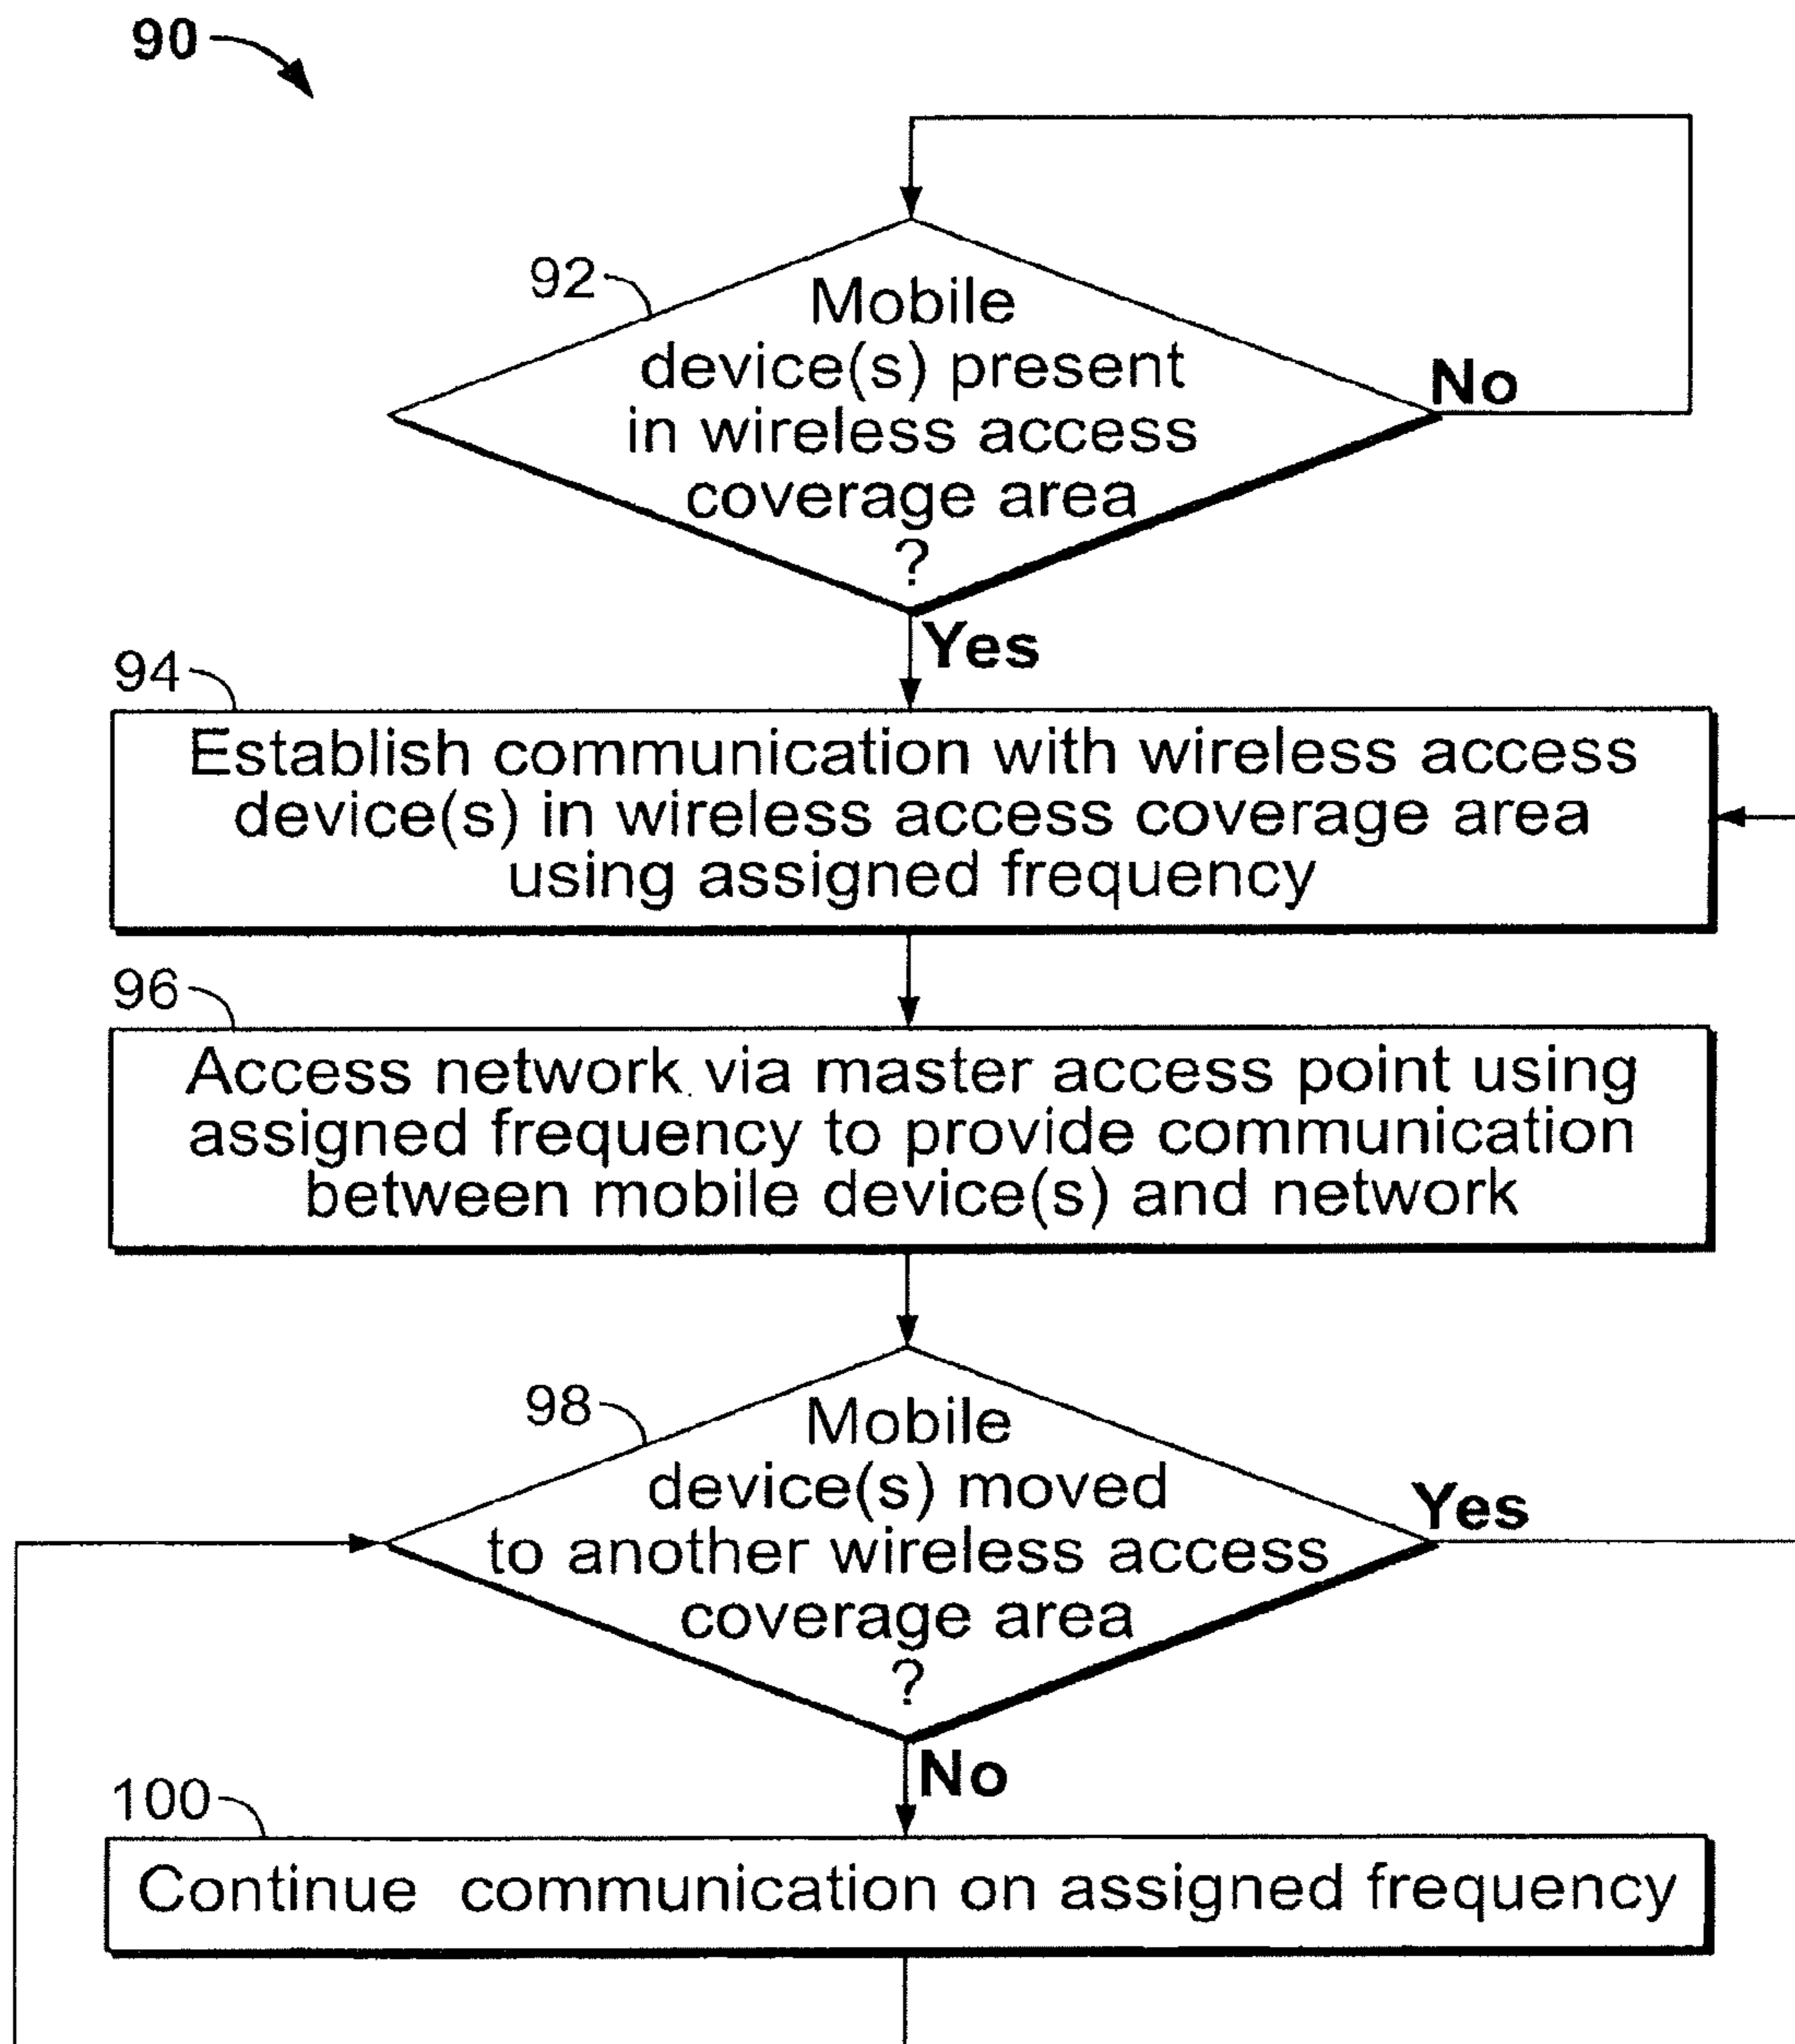 90
92
Mobile
device(s) present
in wireless access
coverage area
?
No
Yes
94
Establish communication with wireless access
device(s) in wireless access coverage area
using assigned frequency
96
Access network via master access point using
assigned frequency to provide communication
between mobile device(s) and network
98
Mobile
device(s) moved
to another wireless access
coverage area
?
Yes
No
100
Continue communication on assigned frequency